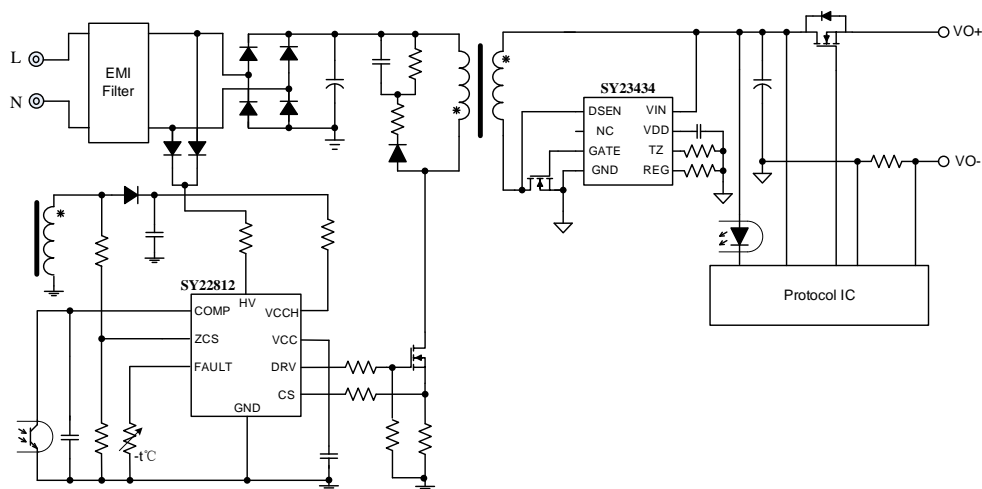 VO+
L
EMI
Filter
SY23434
DSEN
VIN
NC
VDD
N
GATE
TZ
GND
REG
VO-
SY22812
HV
COMP
VCCH
Protocol IC
ZCS
VCC
FAULT
DRV
CS
GND
-t℃